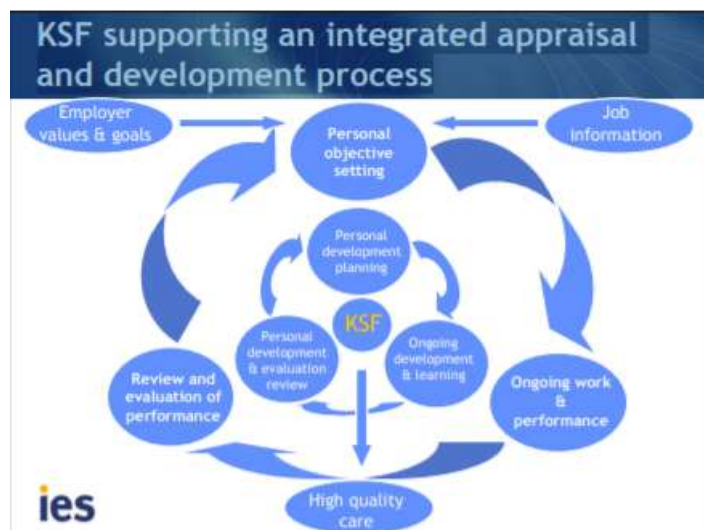 KSF supporting an integrated appraisal
and development process
Employer
values & goals
Job
information
Personal
objective
setting
Personal
development
planning
KSF
Personal
development
& evaluation
review
Ongoing
development
& learning
Review and
evaluation of
performance
Ongoing work
&
performance
High quality
care
ies